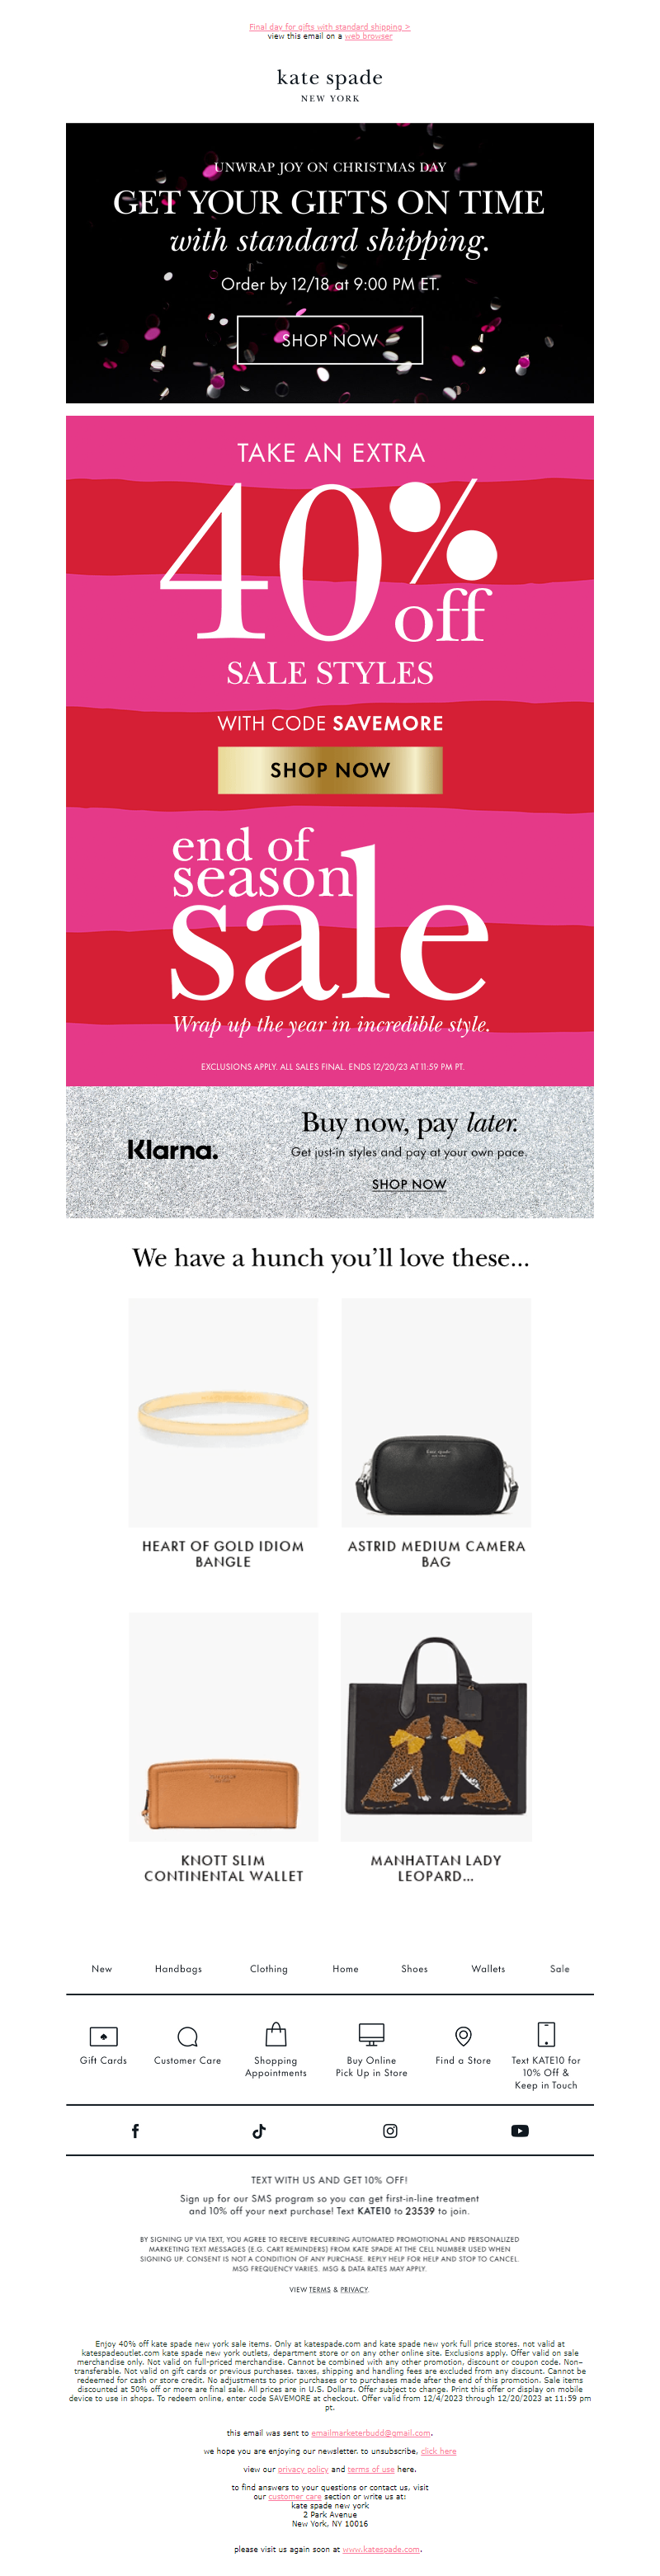 Final day for gifts with standard shipping >
view this email on a web browser
kate spade
NEW YORK
UNWRAP JOY ON CHRISTMAS DAY
GET YOUR GIFTS ON TIME
with standard shipping.
Order by 12/18 at 9:00 PM ET.
SHOP NOW
TAKE AN EXTRA
40%
off
SALE STYLES
WITH CODE SAVEMORE
SHOP NOW
end of
season
sale
Wrap up the year in incredible style.
EXCLUSIONS APPLY. ALL SALES FINAL. ENDS 12/20/23 AT 11:59 PM PT.
Klarna.
Buy now, pay later.
Get just-in styles and pay at your own pace.
SHOP NOW
We have a hunch you'll love these...
kate spade
HEART OF GOLD IDIOM
BANGLE
ASTRID MEDIUM CAMERA
BAG
KNOTT SLIM
CONTINENTAL WALLET
MANHATTAN LADY
LEOPARD...
New Handbags Clothing Home Shoes Wallets Sale
Gift Cards
Customer Care
Shopping
Appointments
Buy Online
Pick Up in Store
Find a Store
Text KATE10 for
10% Off &
Keep in Touch
TEXT WITH US AND GET 10% OFF!
Sign up for our SMS program so you can get first-in-line treatment
and 10% off your next purchase! Text KATE10 to 23539 to join.
BY SIGNING UP VIA TEXT, YOU AGREE TO RECEIVE RECURRING AUTOMATED PROMOTIONAL AND PERSONALIZED
MARKETING TEXT MESSAGES (E.G. CART REMINDERS) FROM KATE SPADE AT THE CELL NUMBER USED WHEN
SIGNING UP. CONSENT IS NOT A CONDITION OF ANY PURCHASE. REPLY HELP FOR HELP AND STOP TO CANCEL.
MSG FREQUENCY VARIES. MSG & DATA RATES MAY APPLY.
VIEW TERMS & PRIVACY.
Enjoy 40% off kate spade new york sale items. Only at katespade.com and kate spade new york full price stores. not valid at
katespadeoutlet.com kate spade new york outlets, department store or on any other online site. Exclusions apply. Offer valid on sale
merchandise only. Not valid on full-priced merchandise. Cannot be combined with any other promotion, discount or coupon code. Non-
transferable. Not valid on gift cards or previous purchases. taxes, shipping and handling fees are excluded from any discount. Cannot be
redeemed for cash or store credit. No adjustments to prior purchases or to purchases made after the end of this promotion. Sale items
discounted at 50% off or more are final sale. All prices are in U.S. Dollars. Offer subject to change. Print this offer or display on mobile
device to use in shops. To redeem online, enter code SAVEMORE at checkout. Offer valid from 12/4/2023 through 12/20/2023 at 11:59 pm
pt.
this email was sent to emailmarketerbudd@gmail.com.
we hope you are enjoying our newsletter. to unsubscribe, click here
view our privacy policy and terms of use here.
to find answers to your questions or contact us, visit
our customer care section or write us at:
kate spade new york
2 Park Avenue
New York, NY 10016
please visit us again soon at www.katespade.com.